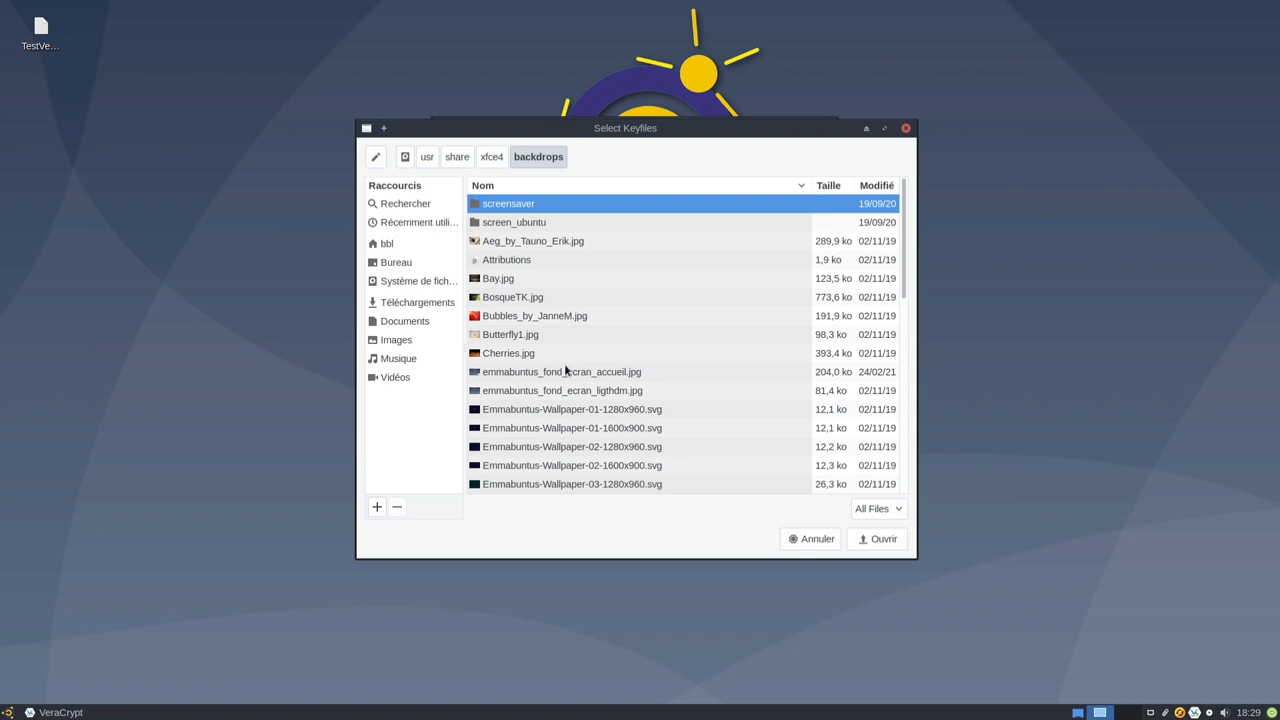 TestVe…
Select Keyfiles
usr share xfce4 backdrops
Raccourcis
Rechercher
Récemment utili…
bbl
Bureau
Système de fich…
Téléchargements
Documents
Images
Musique
Vidéos
Nom Taille Modifié
screensaver 19/09/20
screen_ubuntu 19/09/20
Aeg_by_Tauno_Erik.jpg 289,9 ko 02/11/19
Attributions 1,9 ko 02/11/19
Bay.jpg 123,5 ko 02/11/19
BosqueTK.jpg 773,6 ko 02/11/19
Bubbles_by_JanneM.jpg 191,9 ko 02/11/19
Butterfly1.jpg 98,3 ko 02/11/19
Cherries.jpg 393,4 ko 02/11/19
emmabuntus_fond_ecran_accueil.jpg 204,0 ko 24/02/21
emmabuntus_fond_ecran_ligthdm.jpg 81,4 ko 02/11/19
Emmabuntus-Wallpaper-01-1280x960.svg 12,1 ko 02/11/19
Emmabuntus-Wallpaper-01-1600x900.svg 12,1 ko 02/11/19
Emmabuntus-Wallpaper-02-1280x960.svg 12,2 ko 02/11/19
Emmabuntus-Wallpaper-02-1600x900.svg 12,3 ko 02/11/19
Emmabuntus-Wallpaper-03-1280x960.svg 26,3 ko 02/11/19
All Files
Annuler Ouvrir
VeraCrypt 18:29